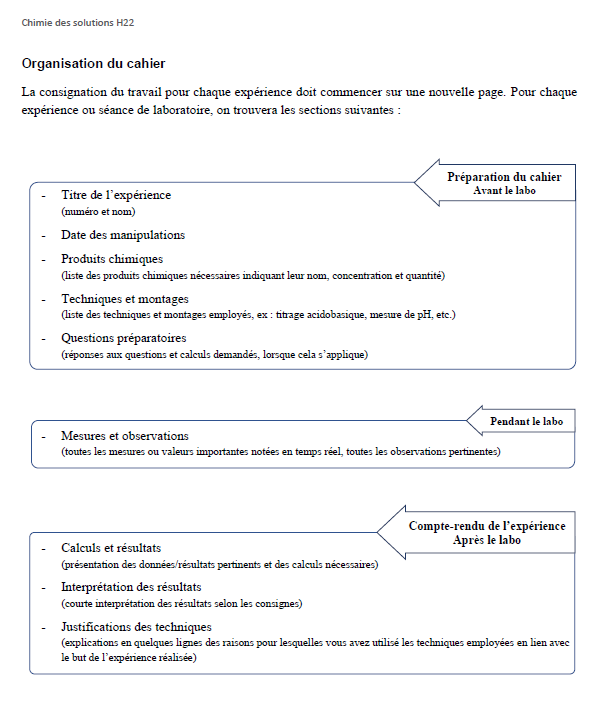 Chimie des solutions H22
Organisation du cahier
La consignation du travail pour chaque expérience doit commencer sur une nouvelle page. Pour chaque
expérience ou séance de laboratoire, on trouvera les sections suivantes :
Préparation du cahier
Avant le labo
- Titre de l'expérience
(numéro et nom)
- Date des manipulations
- Produits chimiques
(liste des produits chimiques nécessaires indiquant leur nom, concentration et quantité)
- Techniques et montages
(liste des techniques et montages employés, ex : titrage acidobasique, mesure de pH, etc.)
- Questions préparatoires
(réponses aux questions et calculs demandés, lorsque cela s'applique)
Pendant le labo
- Mesures et observations
(toutes les mesures ou valeurs importantes notées en temps réel, toutes les observations pertinentes)
Compte-rendu de l'expérience
Après le labo
- Calculs et résultats
(présentation des données/résultats pertinents et des calculs nécessaires)
- Interprétation des résultats
(courte interprétation des résultats selon les consignes)
- Justifications des techniques
(explications en quelques lignes des raisons pour lesquelles vous avez utilisé les techniques employées en lien avec
le but de l'expérience réalisée)